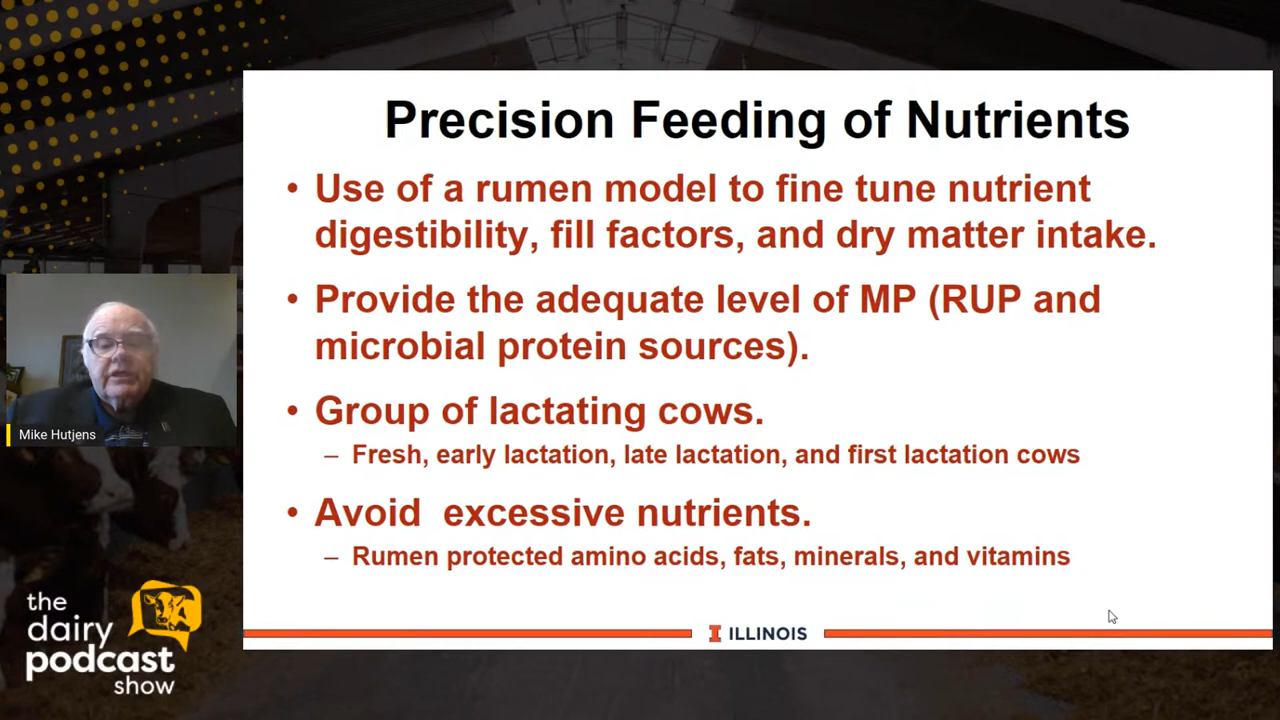 Precision Feeding of Nutrients
• Use of a rumen model to fine tune nutrient
digestibility, fill factors, and dry matter intake.
• Provide the adequate level of MP (RUP and
microbial protein sources).
• Group of lactating cows.
– Fresh, early lactation, late lactation, and first lactation cows
• Avoid  excessive nutrients.
– Rumen protected amino acids, fats, minerals, and vitamins
I ILLINOIS
Mike Hutjens
the
dairy
podcast
show